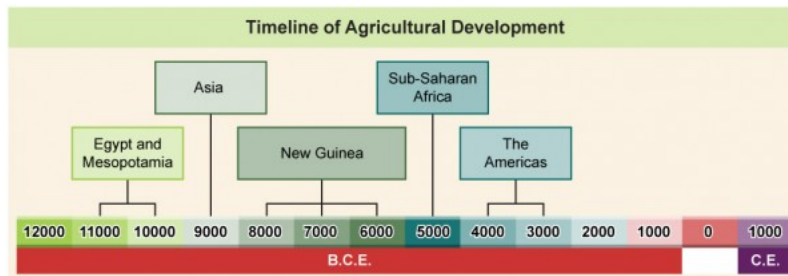 Timeline of Agricultural Development
Asia
Sub-Saharan
Africa
Egypt and
Mesopotamia
New Guinea
The
Americas
12000 11000 10000 9000 8000 7000 6000 5000 4000 3000 2000 1000 0 1000
B.C.E. C.E.